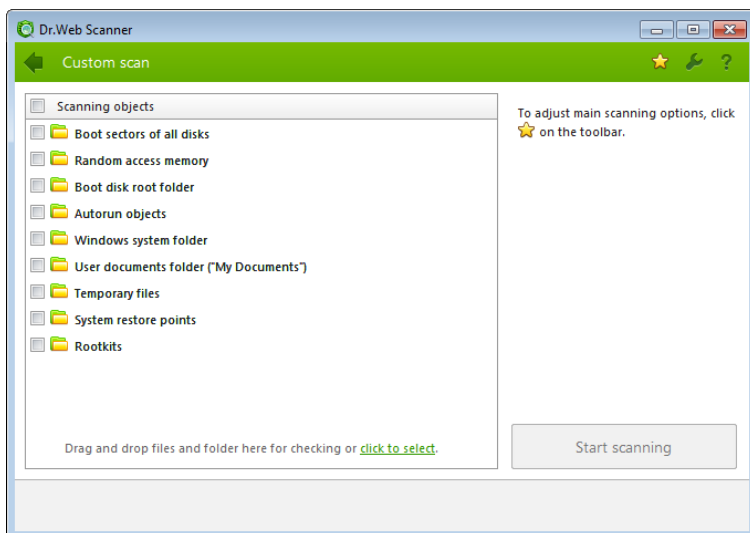 Dr.Web Scanner
Custom scan
?
Scanning objects
Boot sectors of all disks
Random access memory
Boot disk root folder
Autorun objects
Windows system folder
User documents folder ("My Documents")
Temporary files
System restore points
Rootkits
Drag and drop files and folder here for checking or click to select.
To adjust main scanning options, click
on the toolbar.
Start scanning